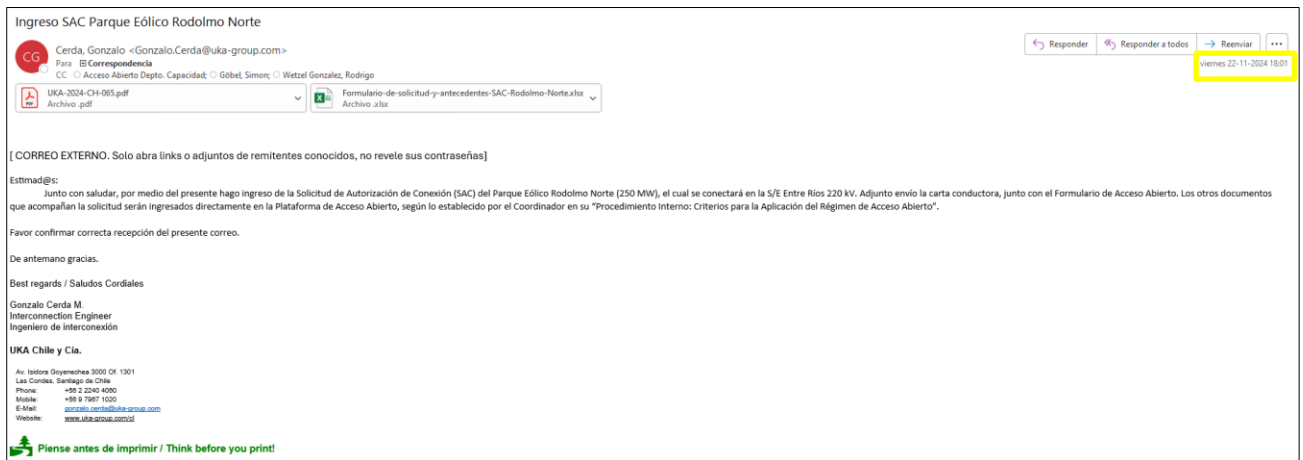 Ingreso SAC Parque Eólico Rodolmo Norte
CG
Cerda, Gonzalo <Gonzalo.Cerda@uka-group.com>
Para Correspondencia
CC Acceso Abierto Depto. Capacidad; Göbel, Simon; Wetzel Gonzalez, Rodrigo
Responder Responder a todos Reenviar ...
viernes 22-11-2024 18:01
UKA-2024-CH-065.pdf
Archivo .pdf
Formulario-de-solicitud-y-antecedentes-SAC-Rodolmo-Norte.xlsx
Archivo .xlsx
[ CORREO EXTERNO. Solo abra links o adjuntos de remitentes conocidos, no revele sus contraseñas]
Estimad@s:
Junto con saludar, por medio del presente hago ingreso de la Solicitud de Autorización de Conexión (SAC) del Parque Eólico Rodolmo Norte (250 MW), el cual se conectará en la S/E Entre Ríos 220 kV. Adjunto envío la carta conductora, junto con el Formulario de Acceso Abierto. Los otros documentos
que acompañan la solicitud serán ingresados directamente en la Plataforma de Acceso Abierto, según lo establecido por el Coordinador en su "Procedimiento Interno: Criterios para la Aplicación del Régimen de Acceso Abierto".
Favor confirmar correcta recepción del presente correo.
De antemano gracias.
Best regards / Saludos Cordiales
Gonzalo Cerda M.
Interconnection Engineer
Ingeniero de interconexión
UKA Chile y Cía.
Av. Isidora Goyenechea 3000 Of. 1301
Las Condes, Santiago de Chile
Phone: +56 2 2240 4060
Mobile: +56 9 7987 1020
E-Mail: gonzalo.cerda@uka-group.com
Website: www.uka-group.com/cl
Piense antes de imprimir / Think before you print!